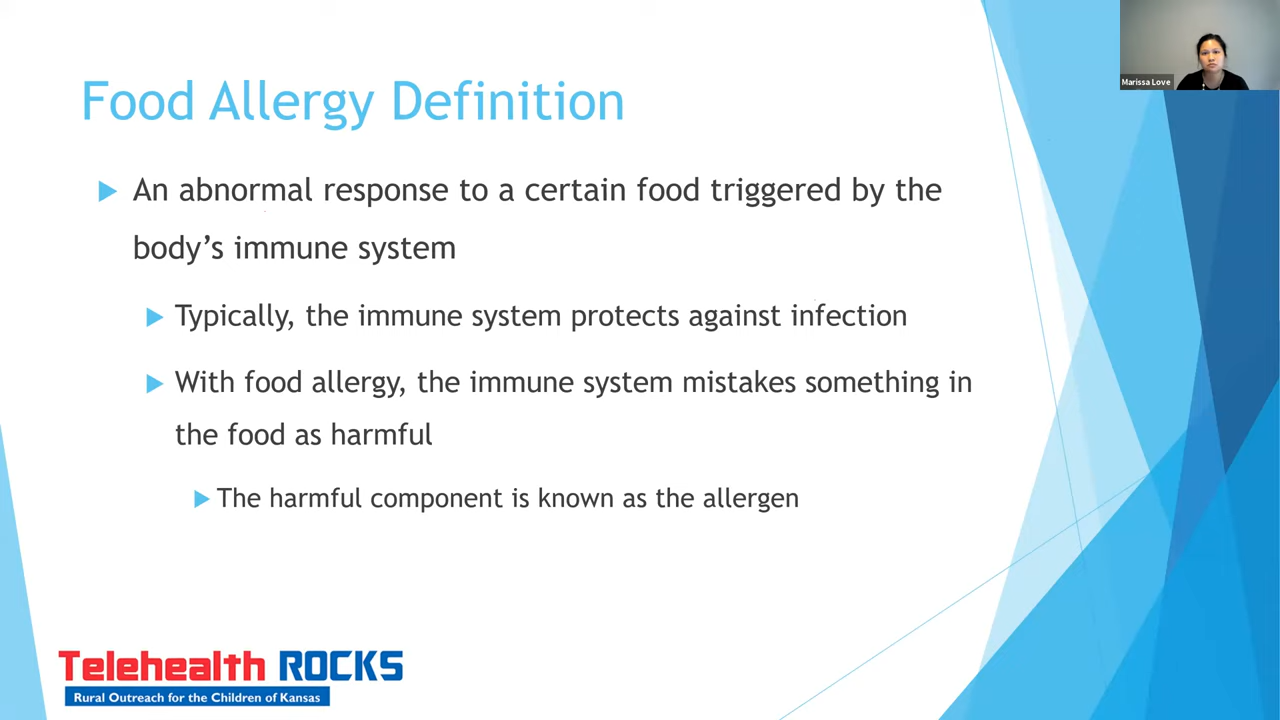 Marissa Love
Food Allergy Definition
An abnormal response to a certain food triggered by the
body’s immune system
Typically, the immune system protects against infection
With food allergy, the immune system mistakes something in
the food as harmful
The harmful component is known as the allergen
Telehealth ROCKS
Rural Outreach for the Children of Kansas